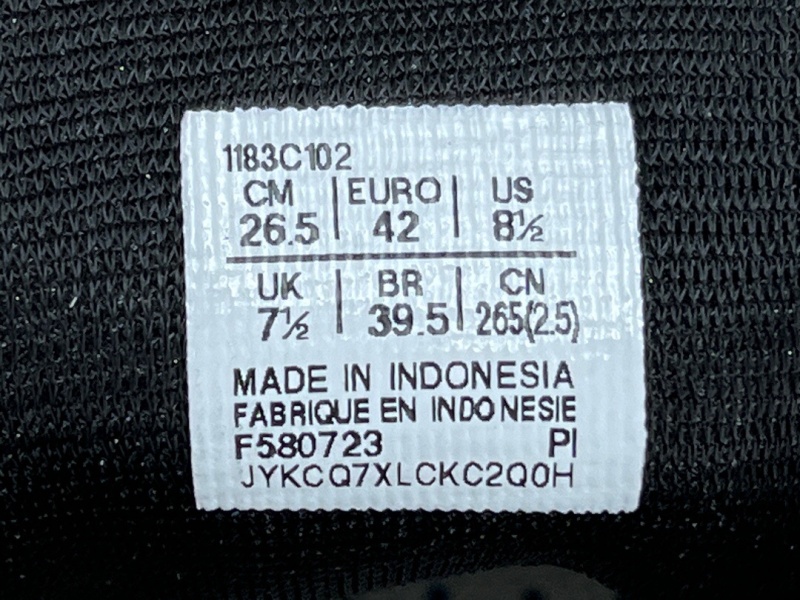 1183C102
CM | EURO | US
26.5 | 42 | 8½
UK | BR | CN
7½ | 39.5 | 265(2.5)
MADE IN INDONESIA
FABRIQUE EN INDONESIE
F580723 PI
JYKCQ7XLCKC2Q0H